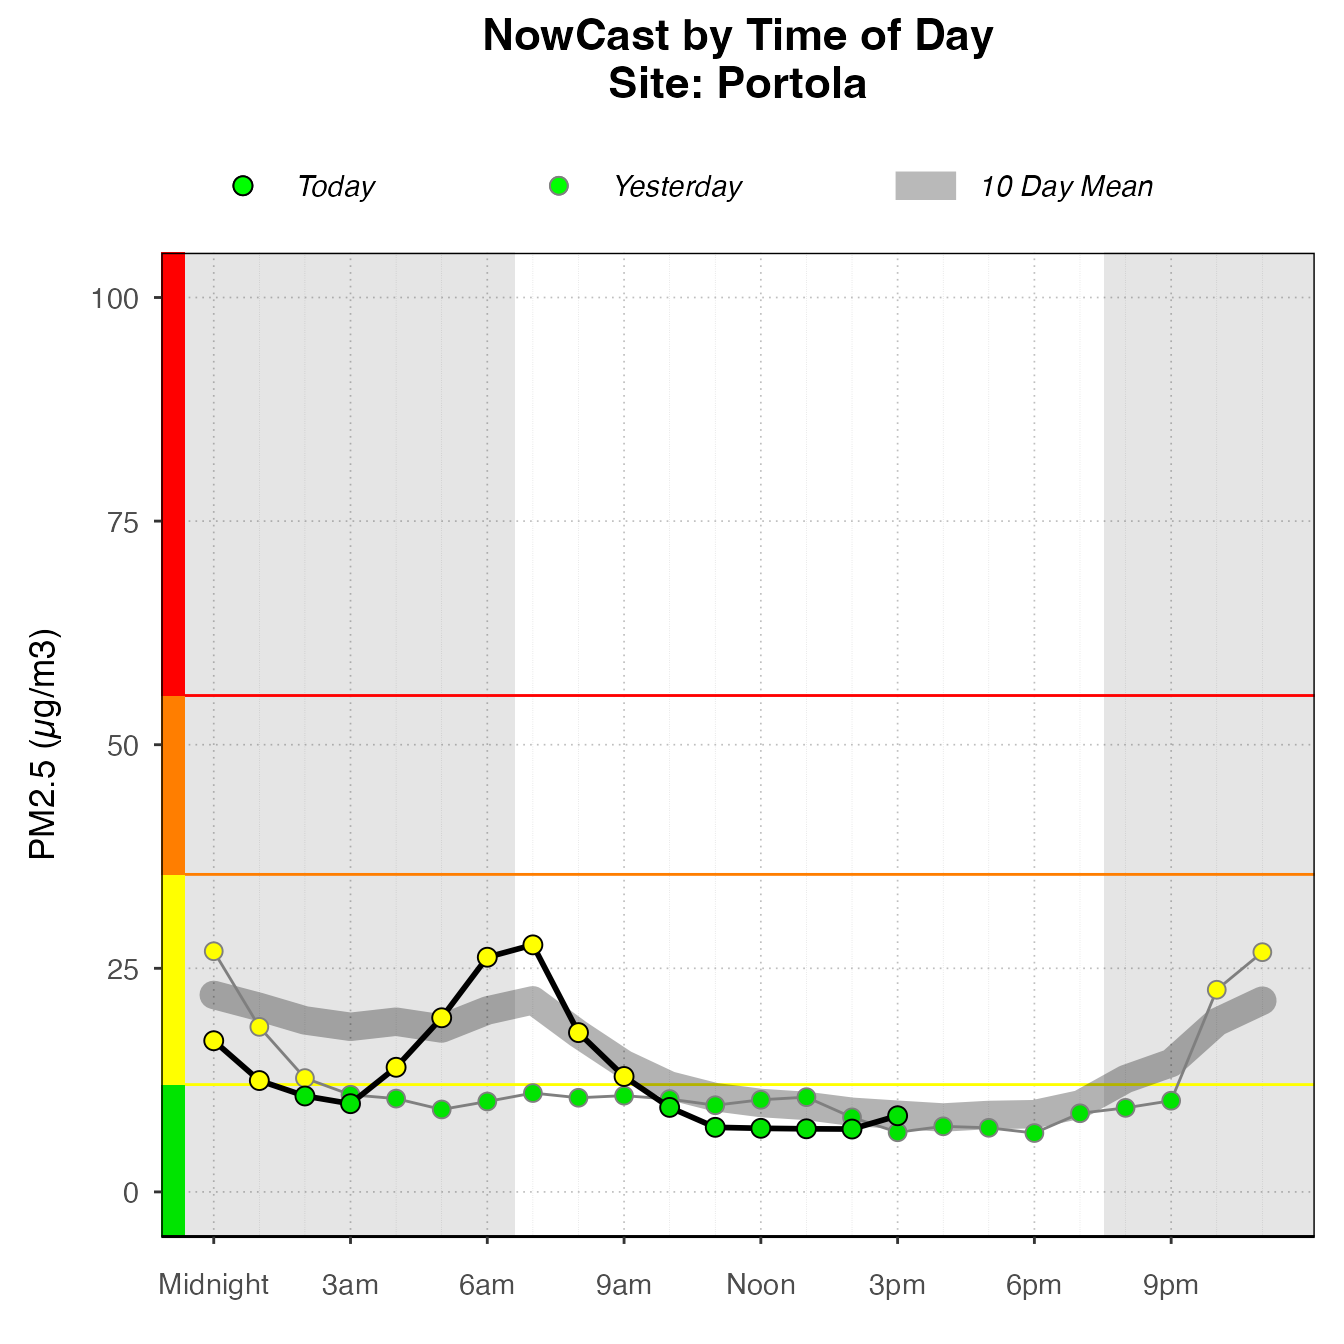 NowCast by Time of Day
Site: Portola
Today
Yesterday
10 Day Mean
100
75
50
25
0
PM2.5 (µg/m3)
Midnight
3am
6am
9am
Noon
3pm
6pm
9pm